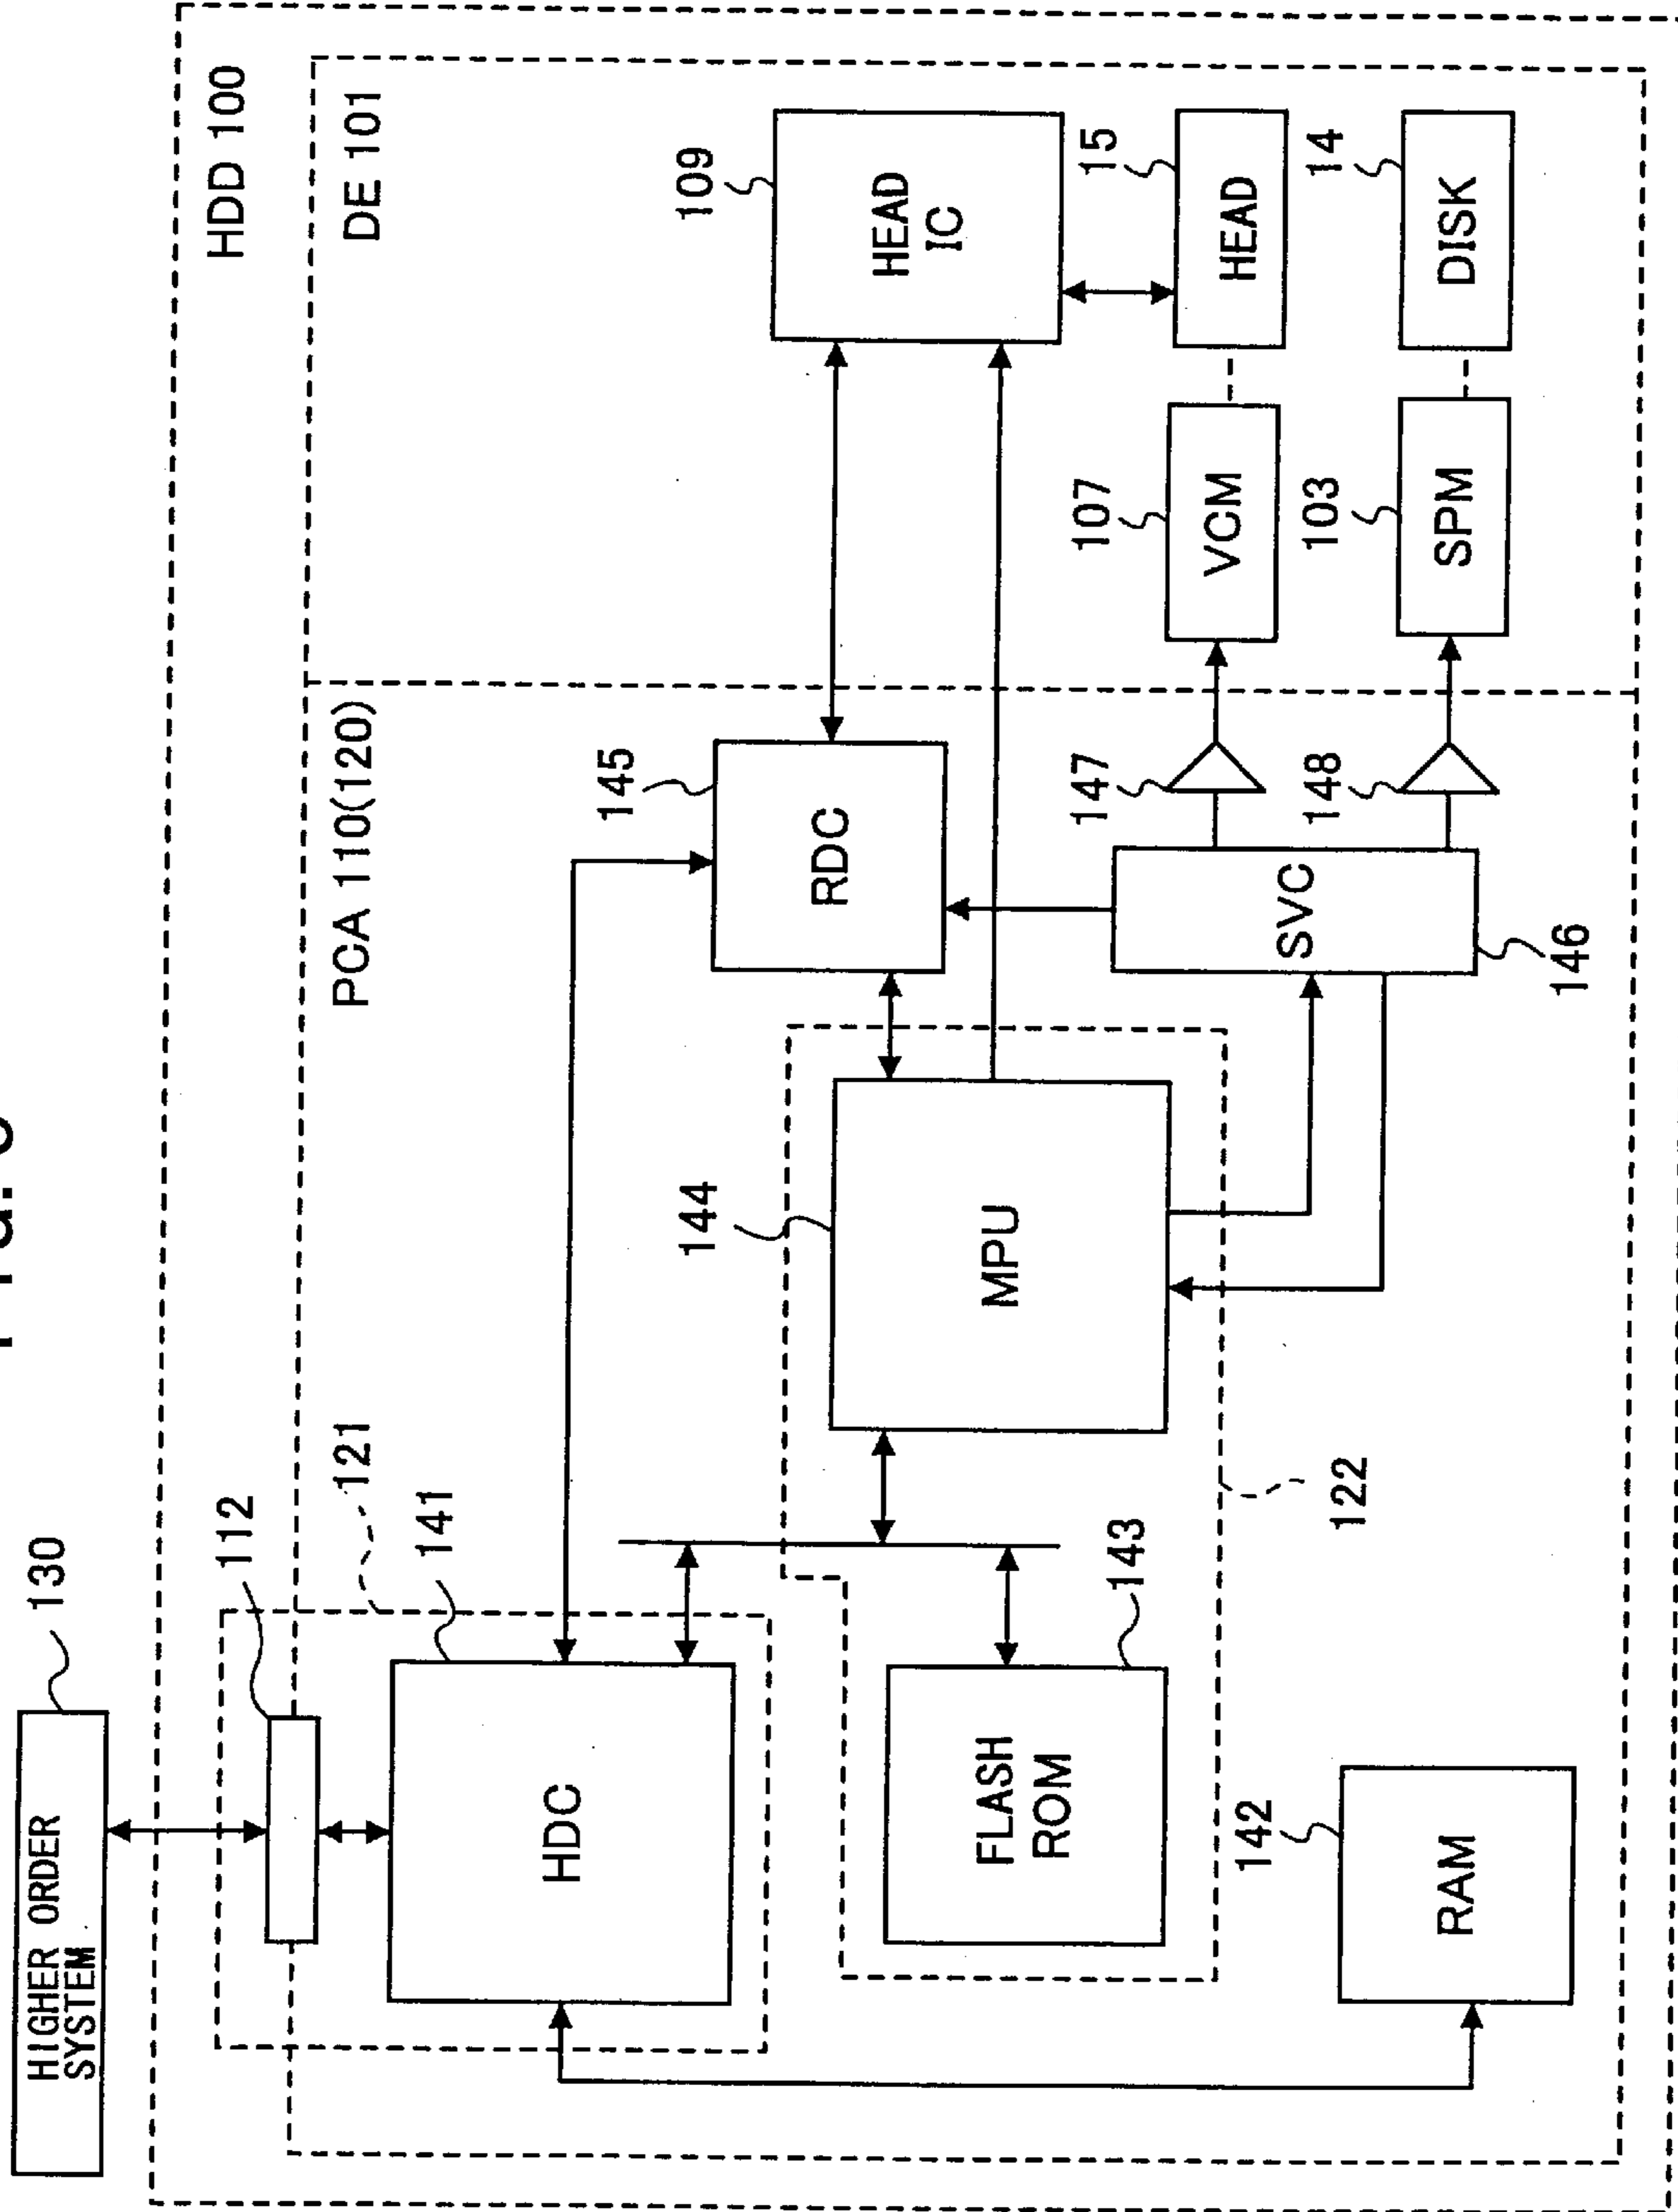 130
HIGHER ORDER
SYSTEM
HDD 100
112
121
PCA 110(120)
DE 101
141
HDC
145
RDC
109
HEAD
IC
144
MPU
FLASH
ROM
143
107
VCM
15
HEAD
147
SVC
146
122
142
RAM
148
103
SPM
14
DISK